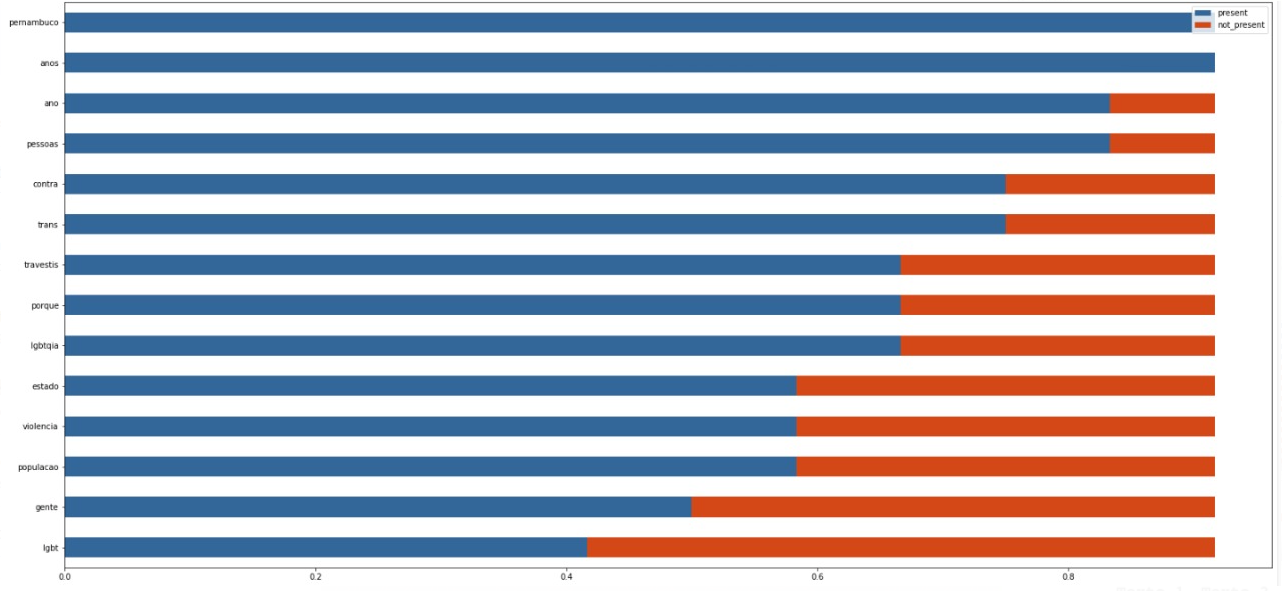 present
not_present
pernambuco
anos
ano
pessoas
contra
trans
travestis
porque
lgbtqia
estado
violencia
populacao
gente
lgbt
0.0 0.2 0.4 0.6 0.8